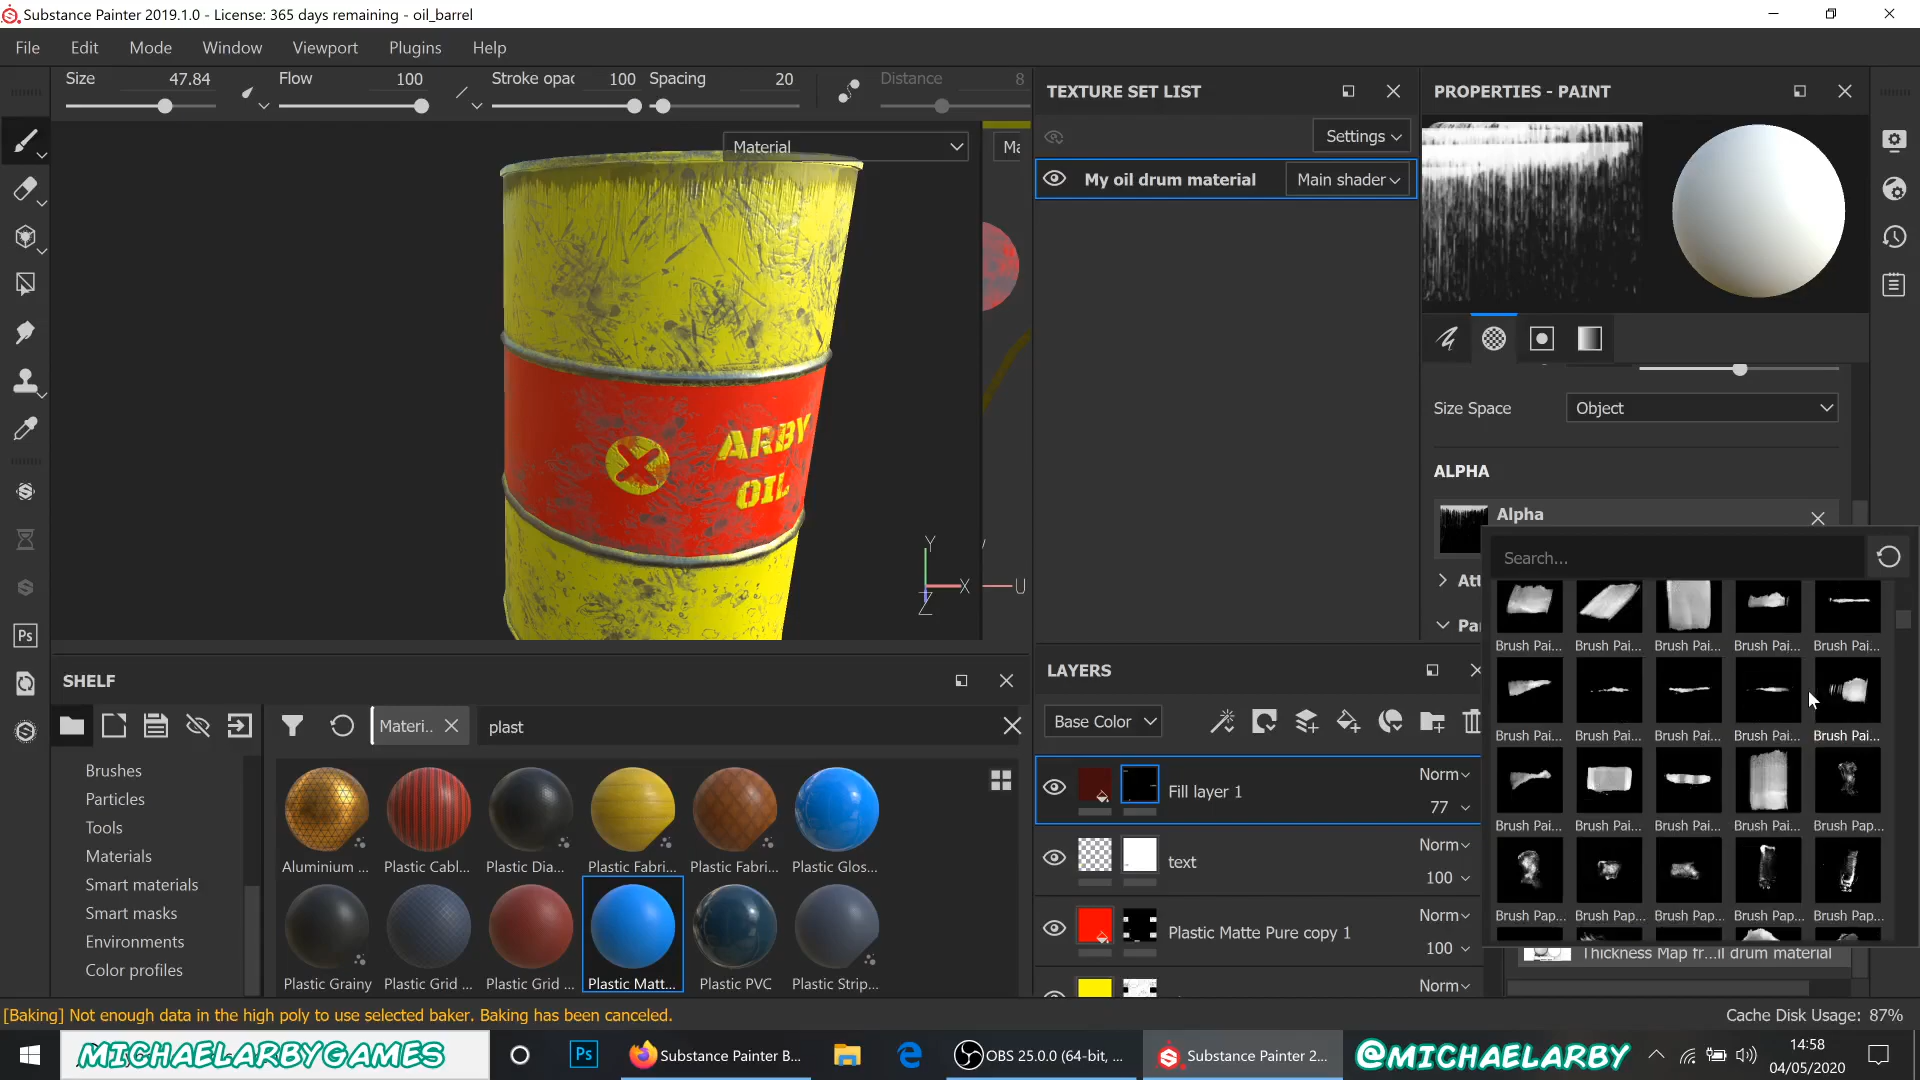 Substance Painter 2019.1.0 - License: 365 days remaining - oil_barrel
File Edit Mode Window Viewport Plugins Help
Size 47.84 Flow 100 Stroke opac 100 Spacing 20 Distance 8
Material
Ma
ARBY
OIL
Y
X
Z
U
TEXTURE SET LIST
Settings
My oil drum material Main shader
PROPERTIES - PAINT
Size Space Object
ALPHA
Alpha
Search...
Att
Pa
Brush Pai... Brush Pai... Brush Pai... Brush Pai... Brush Pai...
Brush Pai... Brush Pai... Brush Pai... Brush Pai... Brush Pai...
Brush Pai... Brush Pai... Brush Pai... Brush Pai... Brush Pap...
Brush Pap... Brush Pap... Brush Pap... Brush Pap... Brush Pap...
Thickness Map fr...il drum material
SHELF
Materi.. plast
Brushes
Particles
Tools
Materials
Smart materials
Smart masks
Environments
Color profiles
Aluminium ... Plastic Cabl... Plastic Dia... Plastic Fabri... Plastic Fabri... Plastic Glos...
Plastic Grainy Plastic Grid ... Plastic Grid ... Plastic Matt... Plastic PVC Plastic Strip...
LAYERS
Base Color
Fill layer 1 Norm 77
text Norm 100
Plastic Matte Pure copy 1 Norm 100
Norm
[Baking] Not enough data in the high poly to use selected baker. Baking has been canceled.
Cache Disk Usage: 87%
MICHAELARBYGAMES
Ps
Ps
Substance Painter B...
OBS 25.0.0 (64-bit, ...
Substance Painter 2...
@MICHAELARBY
14:58
04/05/2020